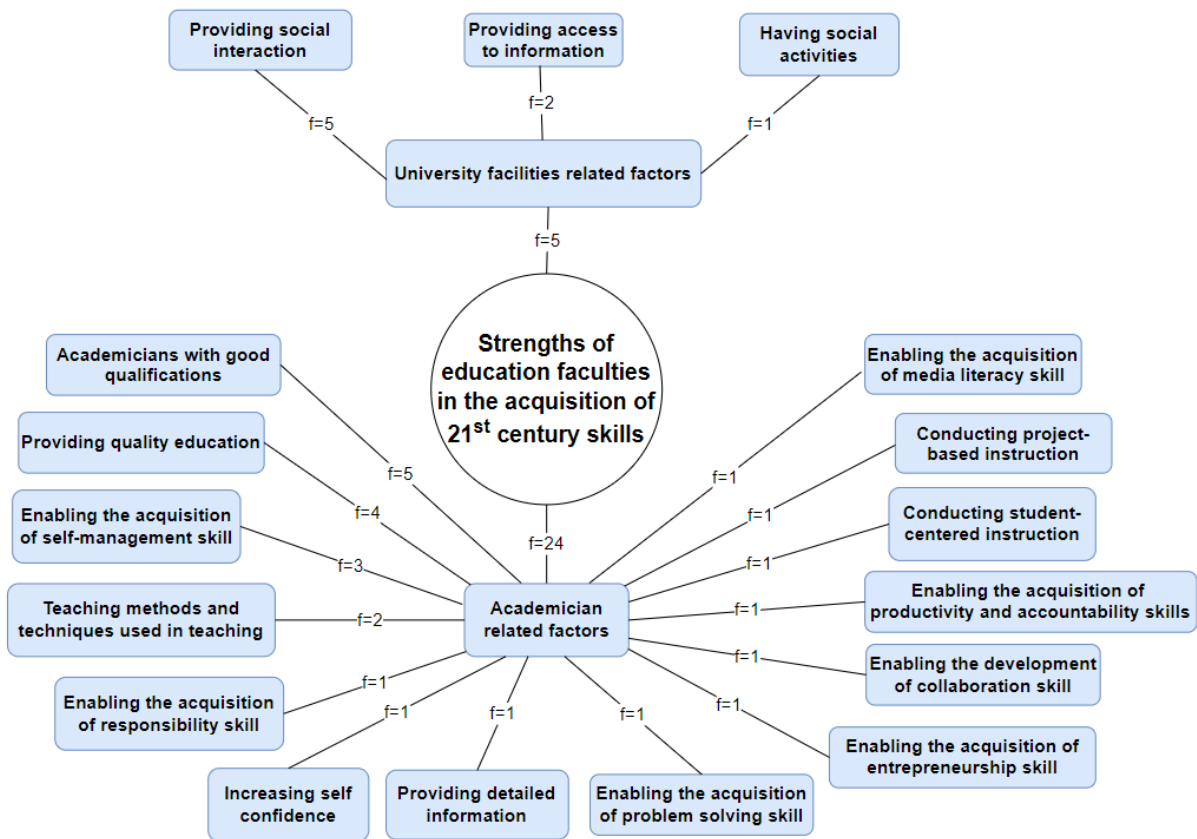 Providing social
interaction
Providing access
to information
Having social
activities
f=5
f=2
f=1
University facilities related factors
f=5
Strengths of
education faculties
in the acquisition of
21st century skills
Academicians with good
qualifications
Providing quality education
Enabling the acquisition
of self-management skill
Teaching methods and
techniques used in teaching
Enabling the acquisition
of responsibility skill
Increasing self
confidence
Providing detailed
information
Enabling the acquisition
of problem solving skill
Enabling the acquisition of
entrepreneurship skill
Enabling the development
of collaboration skill
Enabling the acquisition of
productivity and accountability skills
Conducting student-
centered instruction
Conducting project-
based instruction
Enabling the acquisition
of media literacy skill
f=5
f=4
f=3
f=2
f=1
f=1
f=1
f=1
f=1
f=1
f=1
f=1
f=1
f=1
f=24
Academician
related factors